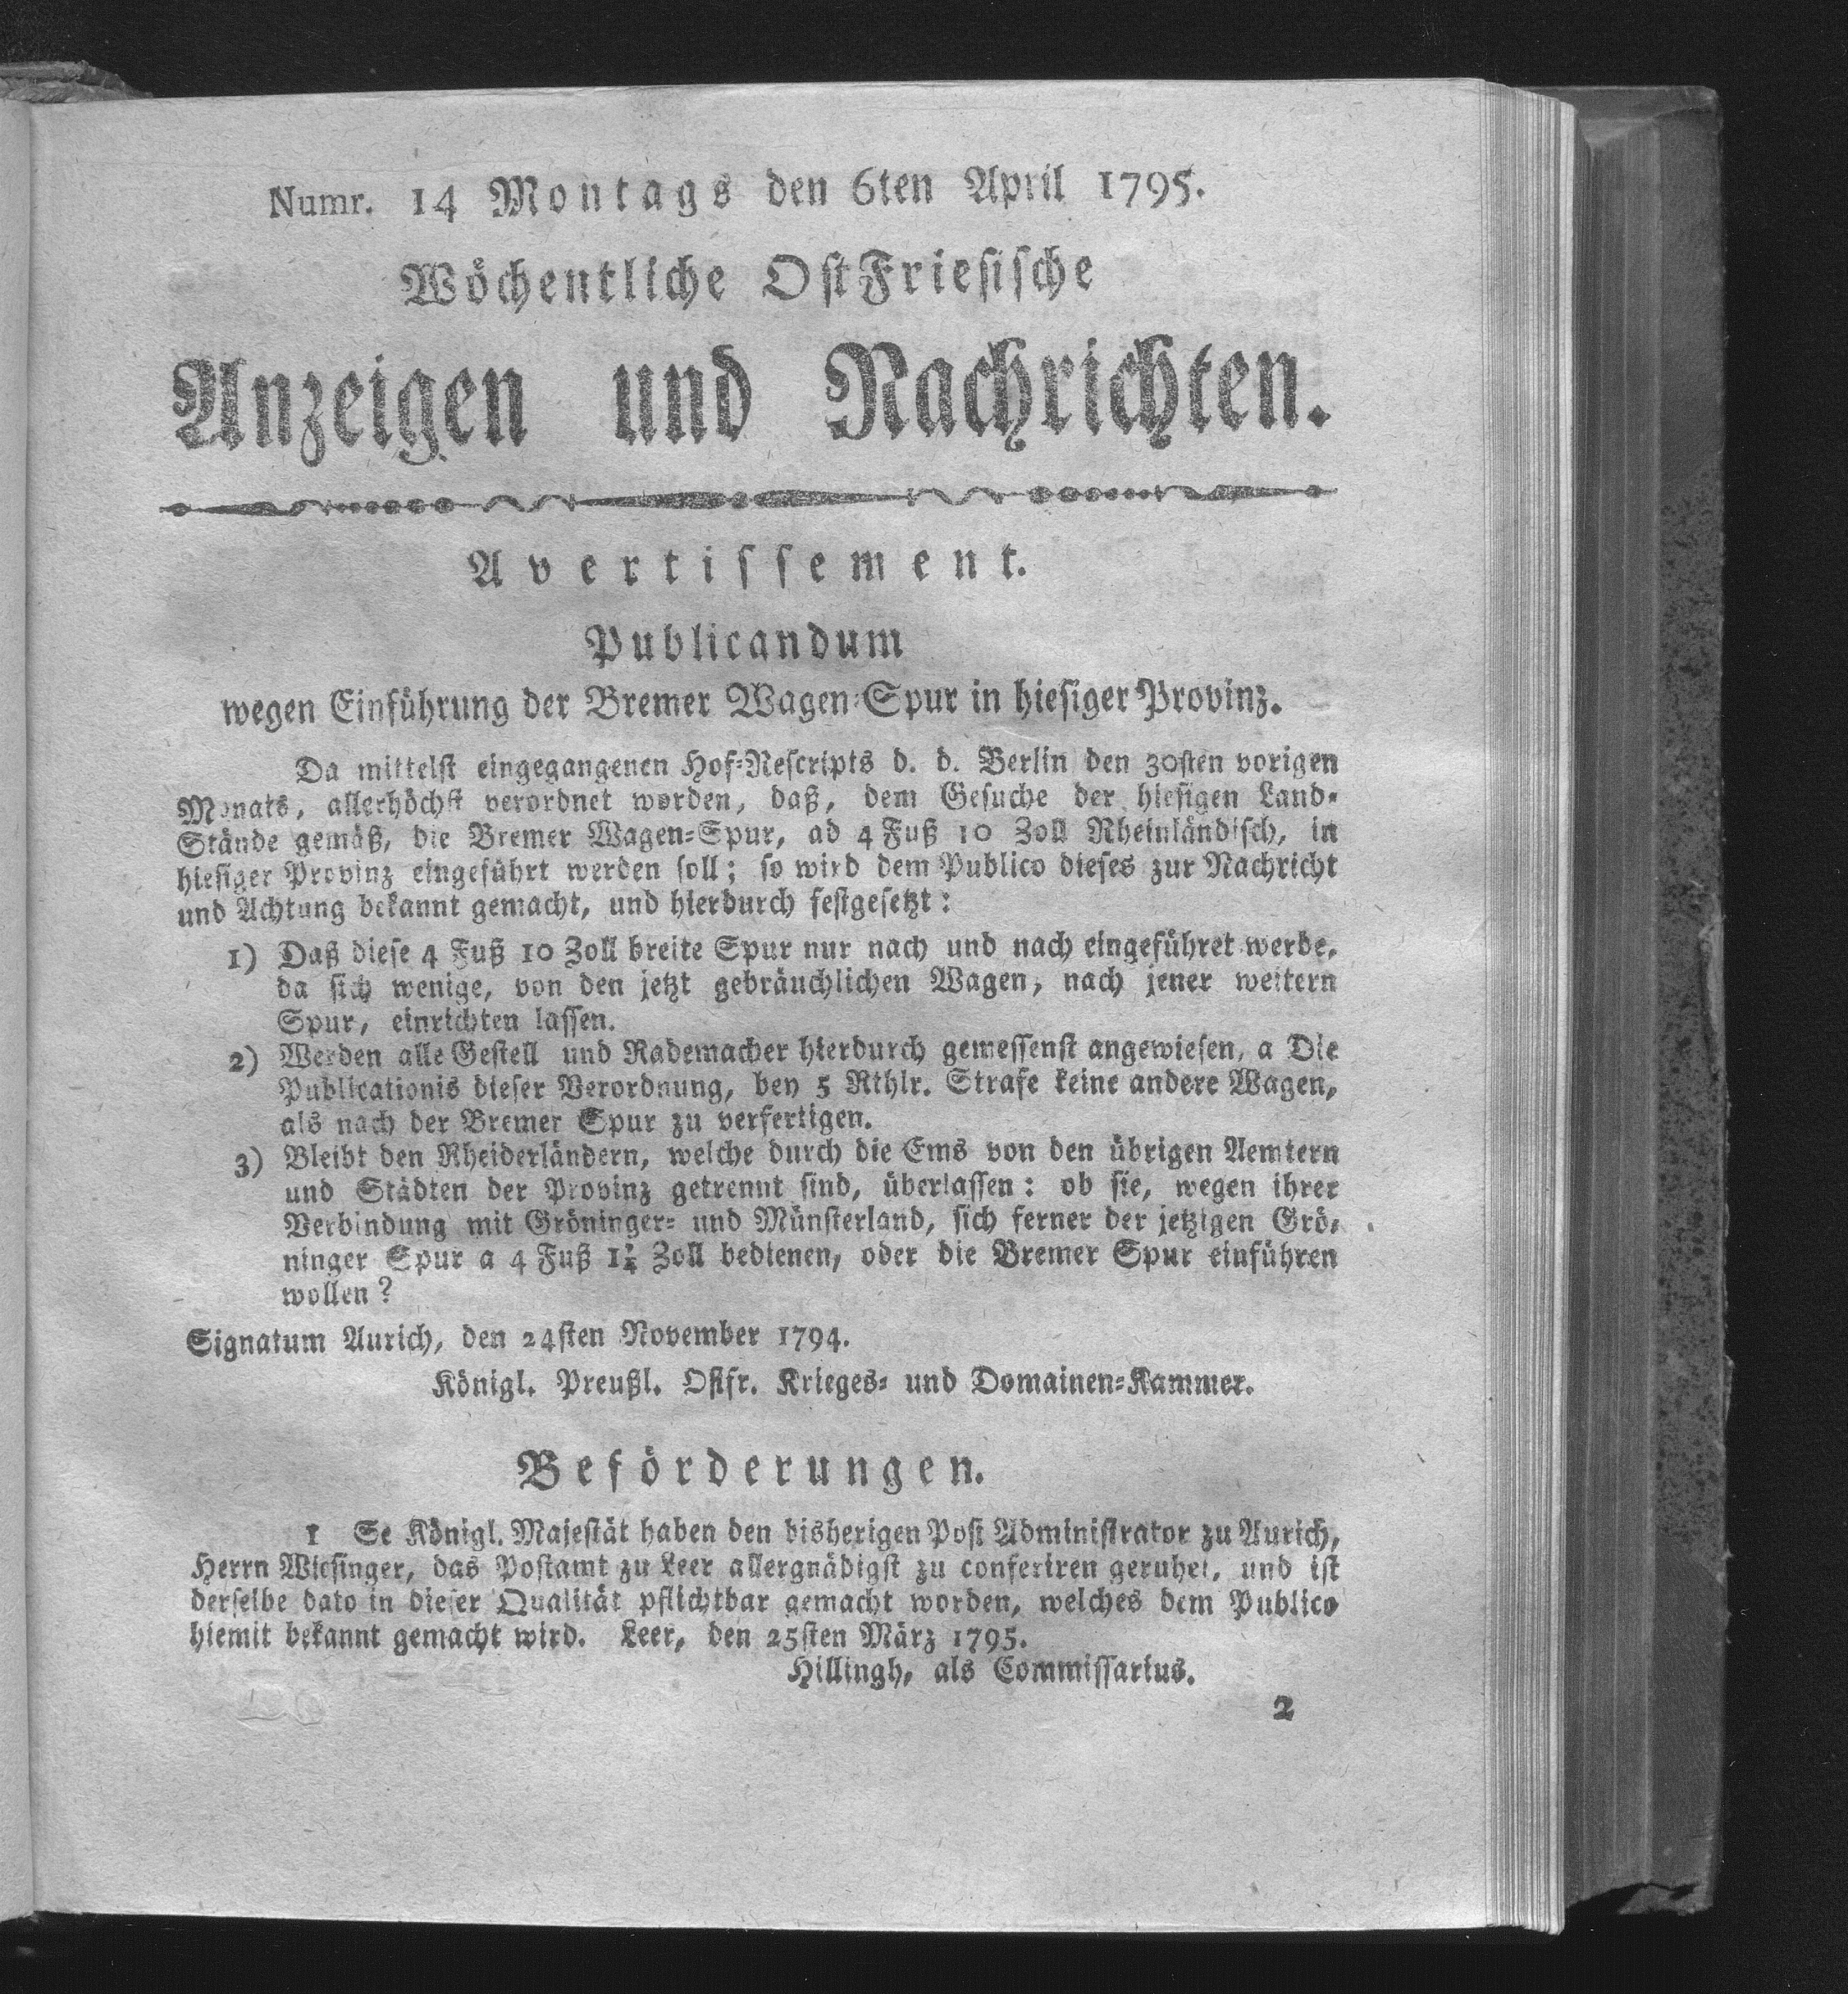 Numr. 14 Montags den 6ten April 1795.
Wöchentliche OstFriesische
Anzeigen und Nachrichten.
Avertissement.
Publicandum
wegen Einführung der Bremer Wagen-Spur in hiesiger Provinz.
Da mittelst eingegangenen Hof-Rescripts d. d. Berlin den 30sten vorigen
Monats, allerhöchst verordnet worden, daß, dem Gesuche der hiesigen Land-
Stände gemäß, die Bremer Wagen-Spur, ad 4 Fuß 10 Zoll Rheinländisch, in
hiesiger Provinz eingeführt werden soll; so wird dem Publico dieses zur Nachricht
und Achtung bekannt gemacht, und hierdurch festgesetzt:
1) Daß diese 4 Fuß 10 Zoll breite Spur nur nach und nach eingeführet werde,
da sich wenige, von den jetzt gebräuchlichen Wagen, nach jener weitern
Spur, einrichten lassen.
2) Werden alle Gestell und Rademacher hierdurch gemessenst angewiesen, a Die
Publicationis dieser Verordnung, bey 5 Rthlr. Strafe keine andere Wagen,
als nach der Bremer Spur zu verfertigen.
3) Bleibt den Rheiderländern, welche durch die Ems von den übrigen Aemtern
und Städten der Provinz getrennt sind, überlassen: ob sie, wegen ihrer
Verbindung mit Gröninger- und Münsterland, sich ferner der jetzigen Grö-
ninger Spur a 4 Fuß Zoll bedienen, oder die Bremer Spur einführen
wollen?
Signatum Aurich, den 24sten November 1794.
Königl. Preußl. Ostfr. Krieges- und Domainen-Kammer.
Beförderungen.
1 Se Königl. Majestät haben den bisherigen Post Administrator zu Aurich,
Herrn Wiesinger, das Postamt zu Leer allergnädigst zu conferiren geruhet, und ist
derselbe dato in dieser Qualität pflichtbar gemacht worden, welches dem Publico
hiemit bekannt gemacht wird. Leer, den 25sten März 1795.
Hillingh, als Commissarius.
2